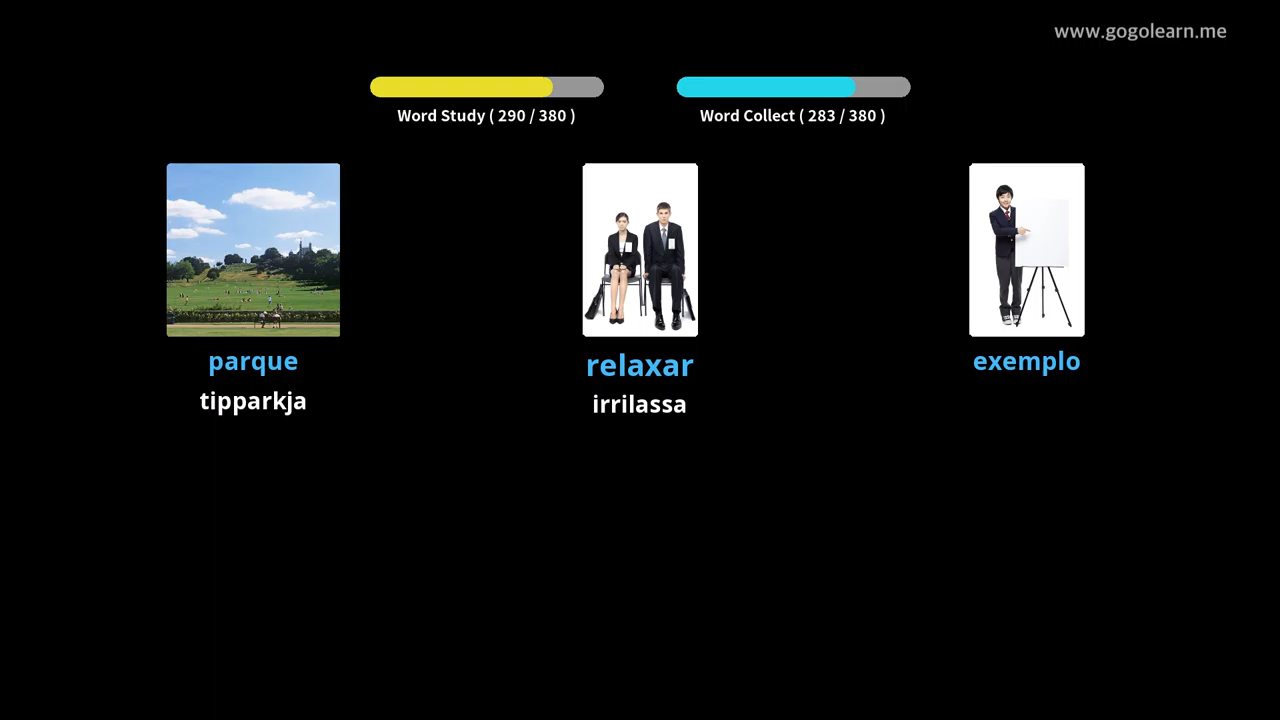 www.gogolearn.me
Word Study ( 290 / 380 )
Word Collect ( 283 / 380 )
parque
tipparkja
relaxar
irrilassa
exemplo